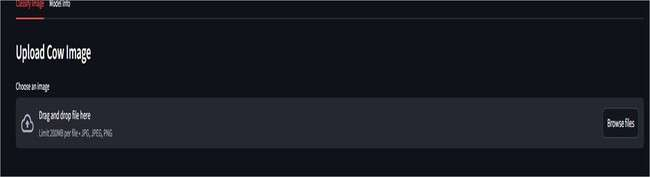 Classify Image Model Info
Upload Cow Image
Choose an image
Drag and drop file here
Limit 200MB per file • JPG, JPEG, PNG
Browse files